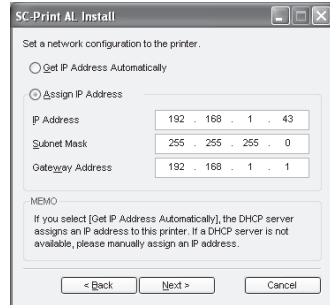 SC-Print AL Install
Set a network configuration to the printer.
Get IP Address Automatically
Assign IP Address
IP Address 192 . 168 . 1 . 43
Subnet Mask 255 . 255 . 255 . 0
Gateway Address 192 . 168 . 1 . 1
MEMO
If you select [Get IP Address Automatically], the DHCP server
assigns an IP address to this printer. If a DHCP server is not
available, please manually assign an IP address.
< Back Next > Cancel